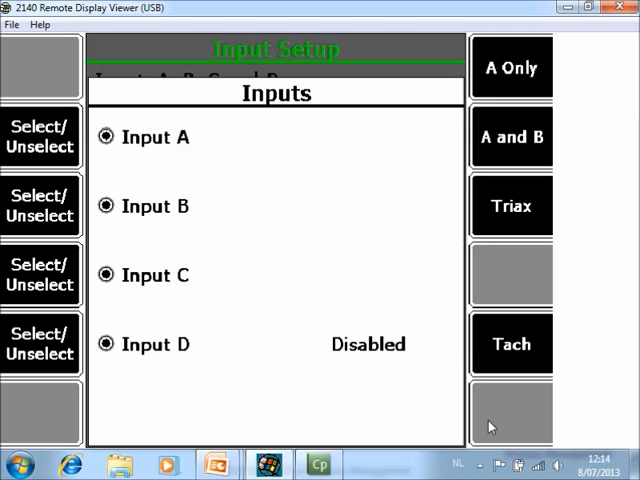 2140 Remote Display Viewer (USB)
File Help
Input Setup
Inputs
A Only
Select/
Unselect
Input A
A and B
Select/
Unselect
Input B
Triax
Select/
Unselect
Input C
Select/
Unselect
Input D
Disabled
Tach
Cp
NL
12:14
8/07/2013